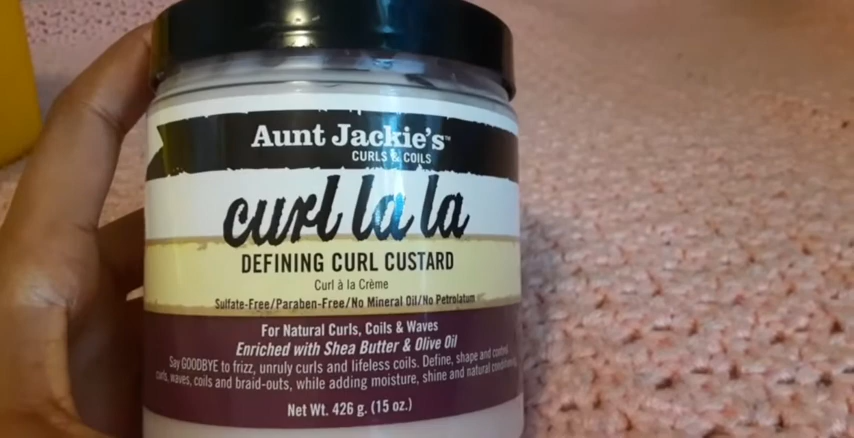 Aunt Jackie's™
CURLS & COILS
curl la la
DEFINING CURL CUSTARD
Curl à la Crème
Sulfate-Free/Paraben-Free/No Mineral Oil/No Petrolatum
For Natural Curls, Coils & Waves
Enriched with Shea Butter & Olive Oil
Say GOODBYE to frizz, unruly curls and lifeless coils. Define, shape and control
curls, waves, coils and braid-outs, while adding moisture, shine and natural conditioning.
Net Wt. 426 g. (15 oz.)